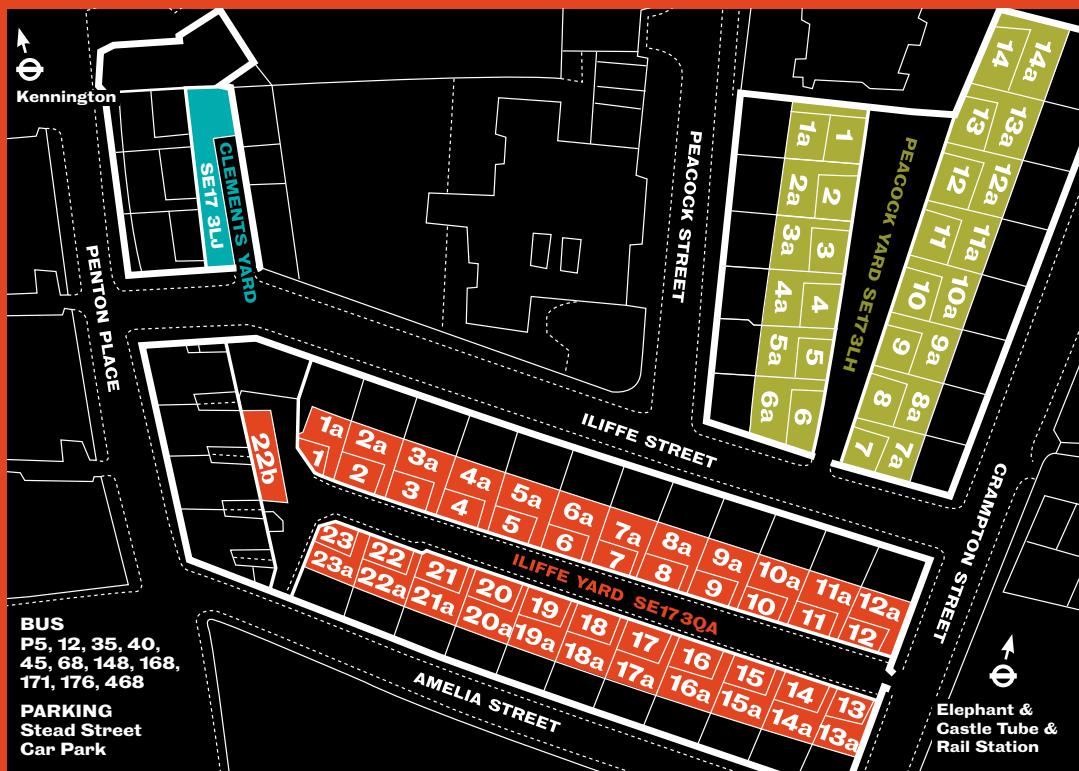 Kennington
CLEMENTS YARD
SE17 3LJ
PENTON PLACE
PEACOCK STREET
1a 1
2a 2
3a 3
4a 4
5a 5
6a 6
PEACOCK YARD SE17 3LH
14 14a
13 13a
12 12a
11 11a
10 10a
9 9a
8 8a
7 7a
CRAMPTON STREET
ILIFFE STREET
22b
1a 2a 3a 4a 5a 6a 7a 8a 9a 10a 11a 12a
1 2 3 4 5 6 7 8 9 10 11 12
ILIFFE YARD SE17 3QA
23 22 21 20 19 18 17 16 15 14 13
23a 22a 21a 20a 19a 18a 17a 16a 15a 14a 13a
AMELIA STREET
BUS
P5, 12, 35, 40,
45, 68, 148, 168,
171, 176, 468
PARKING
Stead Street
Car Park
Elephant &
Castle Tube &
Rail Station